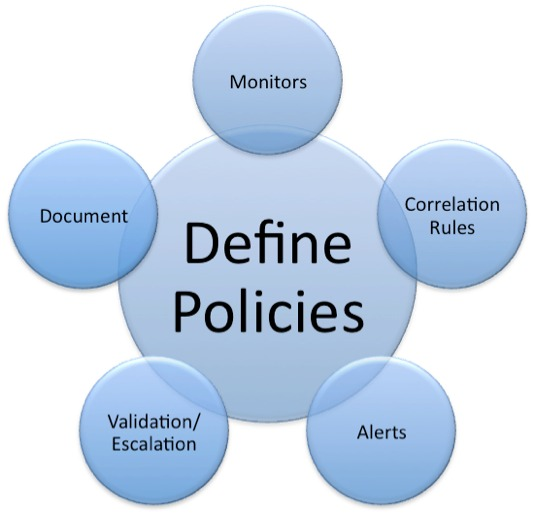 Monitors
Correlation
Rules
Alerts
Validation/
Escalation
Document
Define
Policies